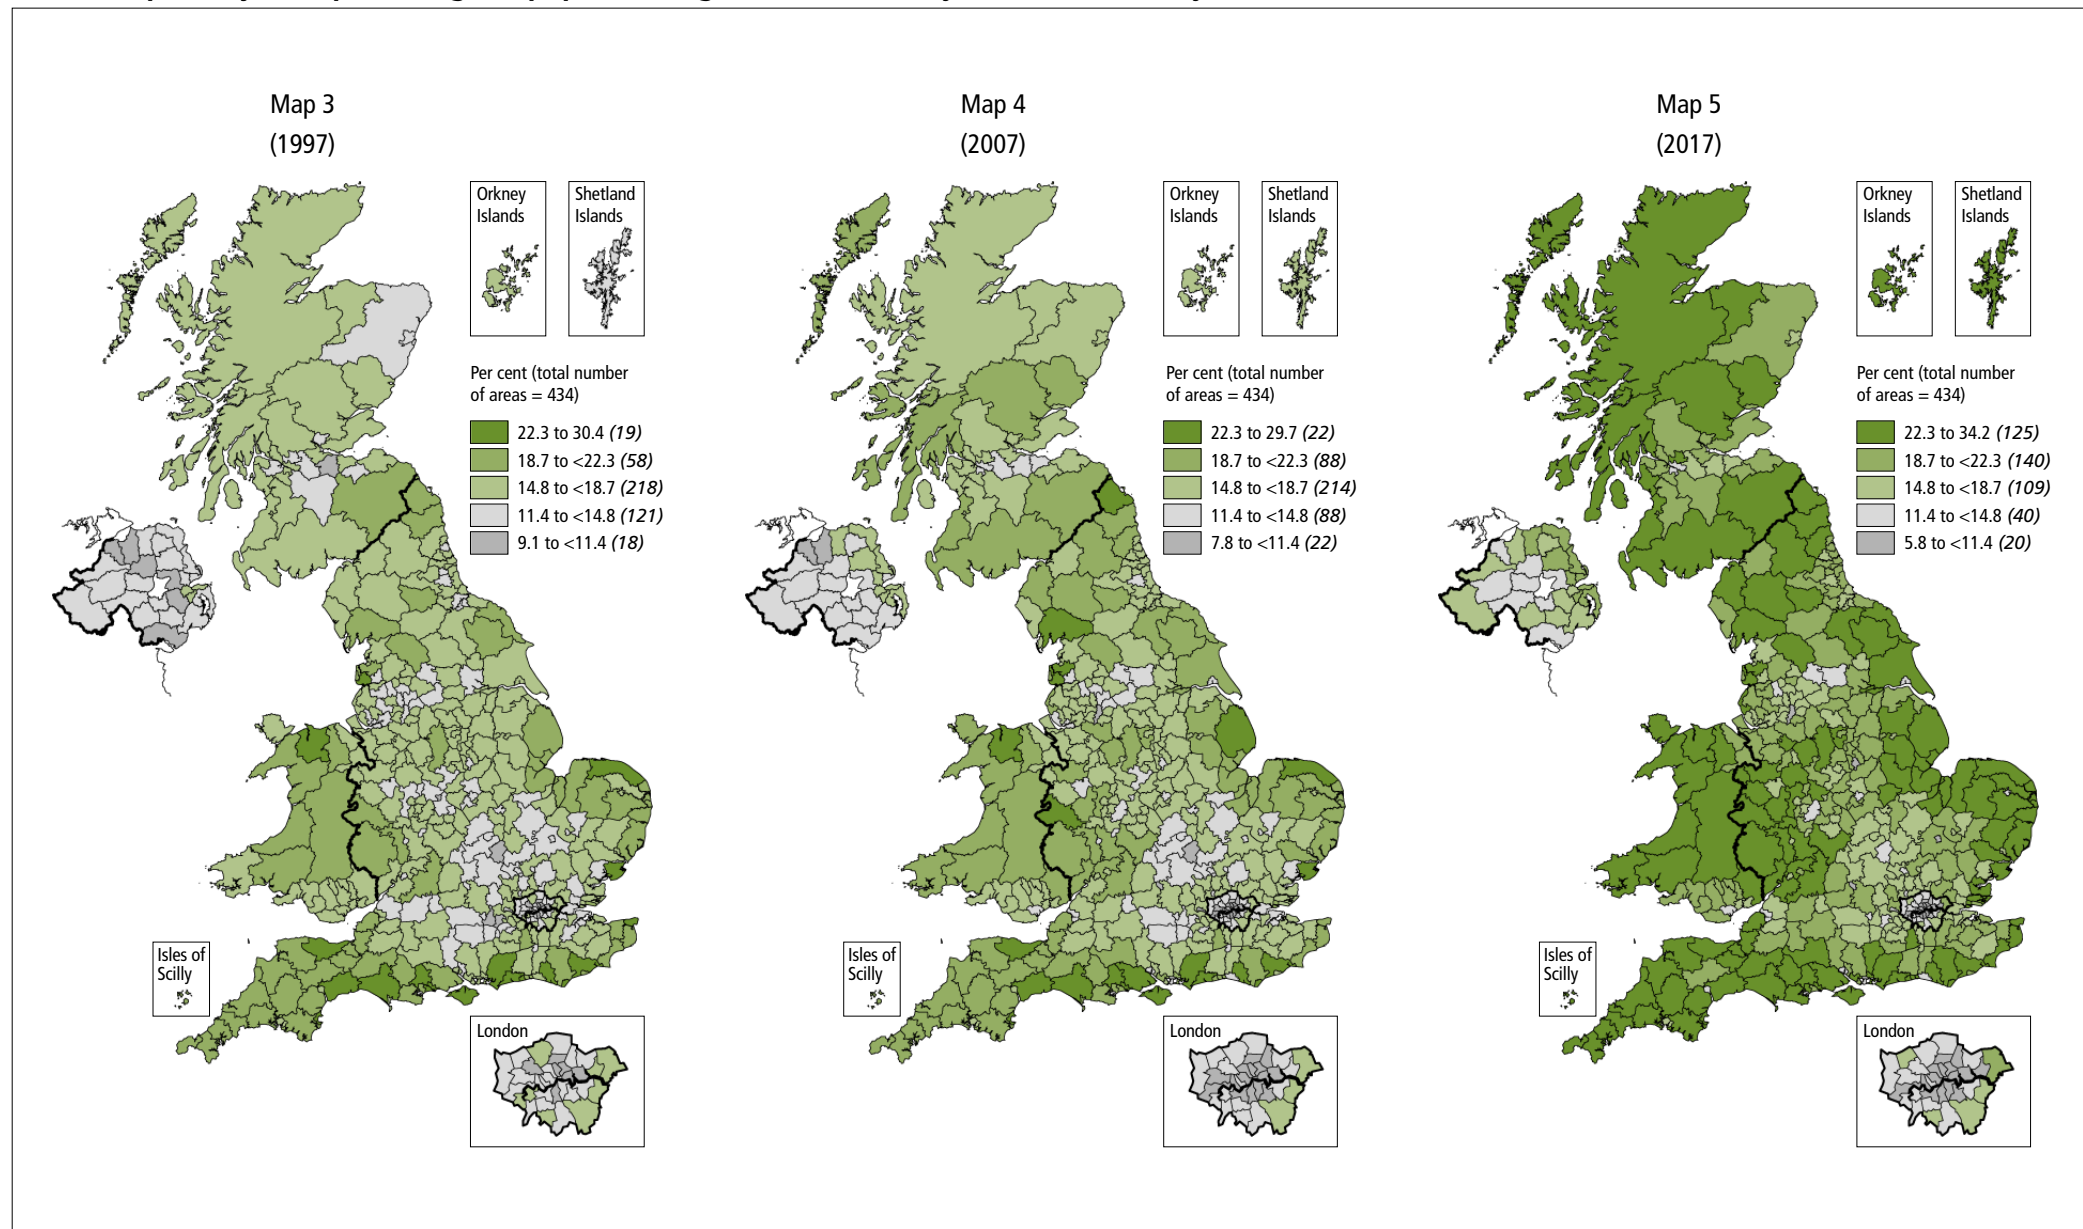 Map 3
(1997)
Orkney
Islands
Shetland
Islands
Per cent (total number
of areas = 434)
22.3 to 30.4 (19)
18.7 to <22.3 (58)
14.8 to <18.7 (218)
11.4 to <14.8 (121)
9.1 to <11.4 (18)
Isles of
Scilly
London
Map 4
(2007)
Orkney
Islands
Shetland
Islands
Per cent (total number
of areas = 434)
22.3 to 29.7 (22)
18.7 to <22.3 (88)
14.8 to <18.7 (214)
11.4 to <14.8 (88)
7.8 to <11.4 (22)
Isles of
Scilly
London
Map 5
(2017)
Orkney
Islands
Shetland
Islands
Per cent (total number
of areas = 434)
22.3 to 34.2 (125)
18.7 to <22.3 (140)
14.8 to <18.7 (109)
11.4 to <14.8 (40)
5.8 to <11.4 (20)
Isles of
Scilly
London